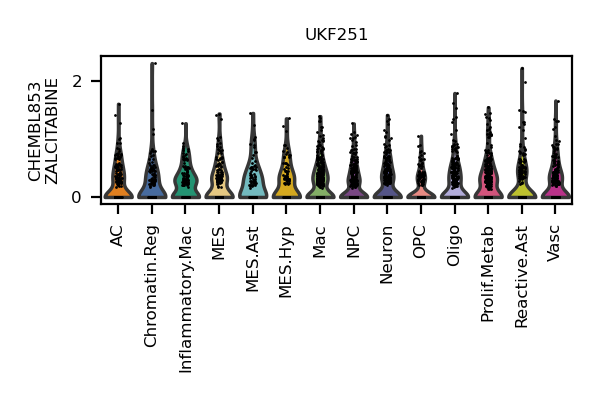 UKF251
CHEMBL853
ZALCITABINE
2
0
AC
Chromatin.Reg
Inflammatory.Mac
MES
MES.Ast
MES.Hyp
Mac
NPC
Neuron
OPC
Oligo
Prolif.Metab
Reactive.Ast
Vasc